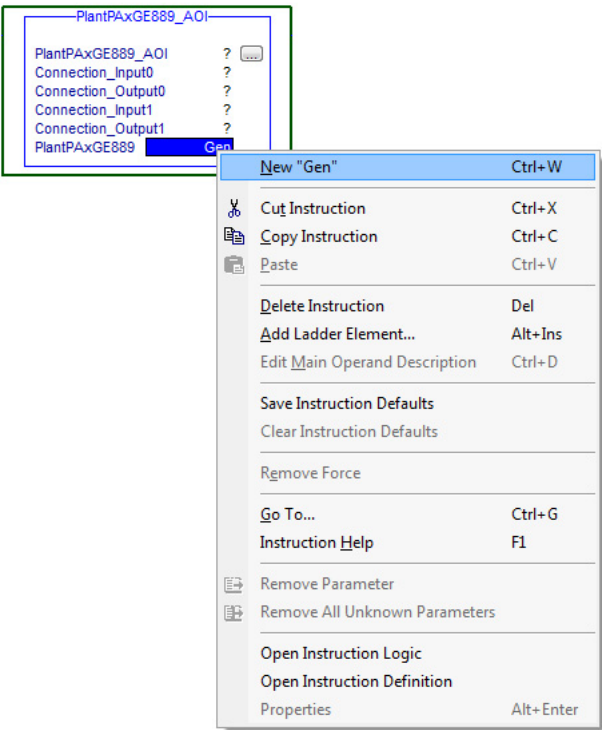 PlantPAxGE889_AOI
PlantPAxGE889_AOI ? ...
Connection_Input0 ?
Connection_Output0 ?
Connection_Input1 ?
Connection_Output1 ?
PlantPAxGE889 Gen
New "Gen" Ctrl+W
Cut Instruction Ctrl+X
Copy Instruction Ctrl+C
Paste Ctrl+V
Delete Instruction Del
Add Ladder Element... Alt+Ins
Edit Main Operand Description Ctrl+D
Save Instruction Defaults
Clear Instruction Defaults
Remove Force
Go To... Ctrl+G
Instruction Help F1
Remove Parameter
Remove All Unknown Parameters
Open Instruction Logic
Open Instruction Definition
Properties Alt+Enter